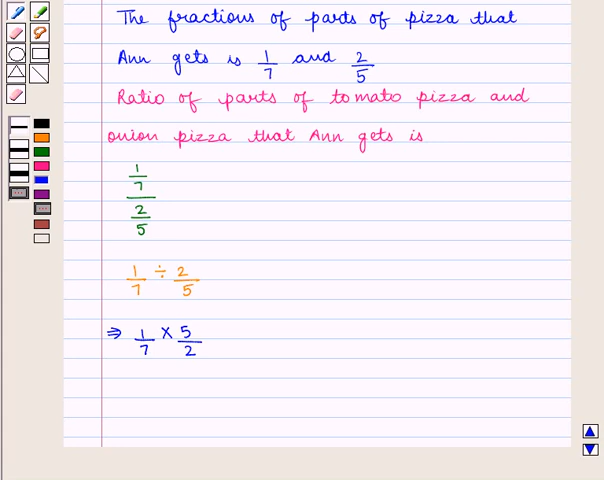 The fractions of parts of pizza that
Ann gets is 1/7 and 2/5
Ratio of parts of tomato pizza and
onion pizza that Ann gets is
1/7
2/5
1/7 ÷ 2/5
⇒ 1/7 × 5/2